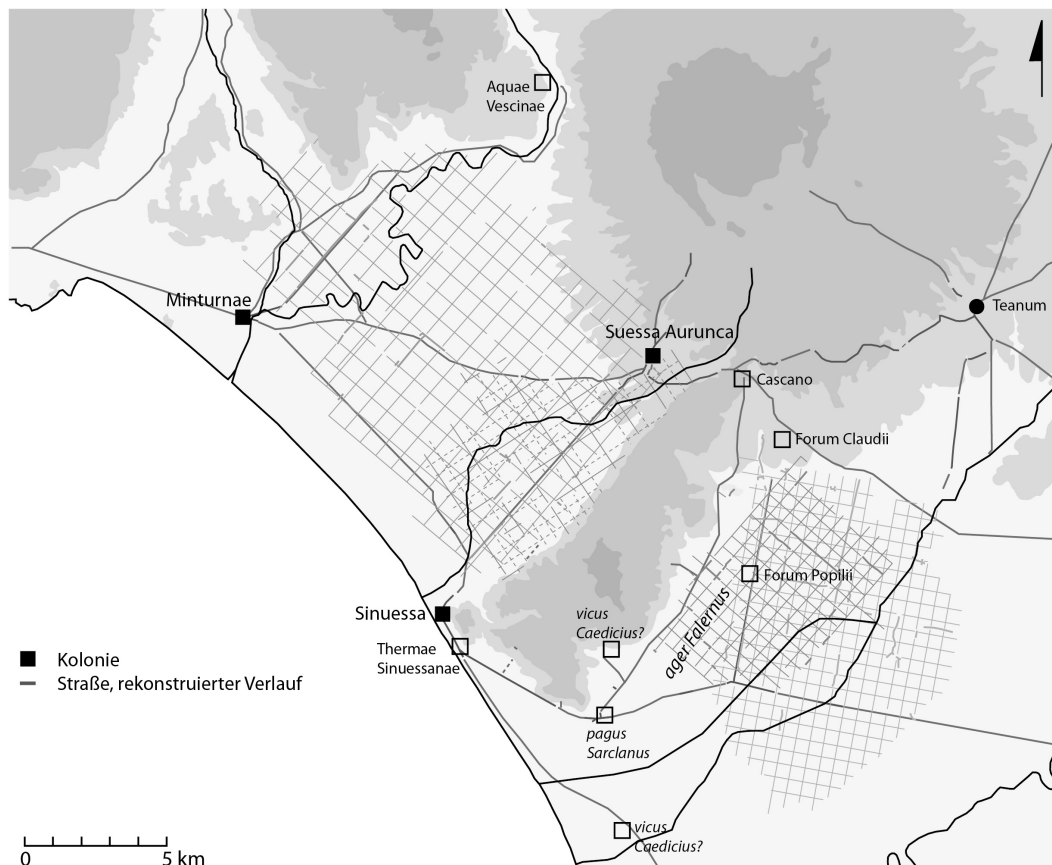 Aquae
Vescinae
Minturnae
Teanum
Suessa Aurunca
Cascano
Forum Claudii
Forum Popilii
ager Falernus
Sinuessa
vicus
Caedicius?
Thermae
Sinuessanae
Kolonie
Straße, rekonstruierter Verlauf
pagus
Sarclanus
vicus
Caedicius?
0 5 km